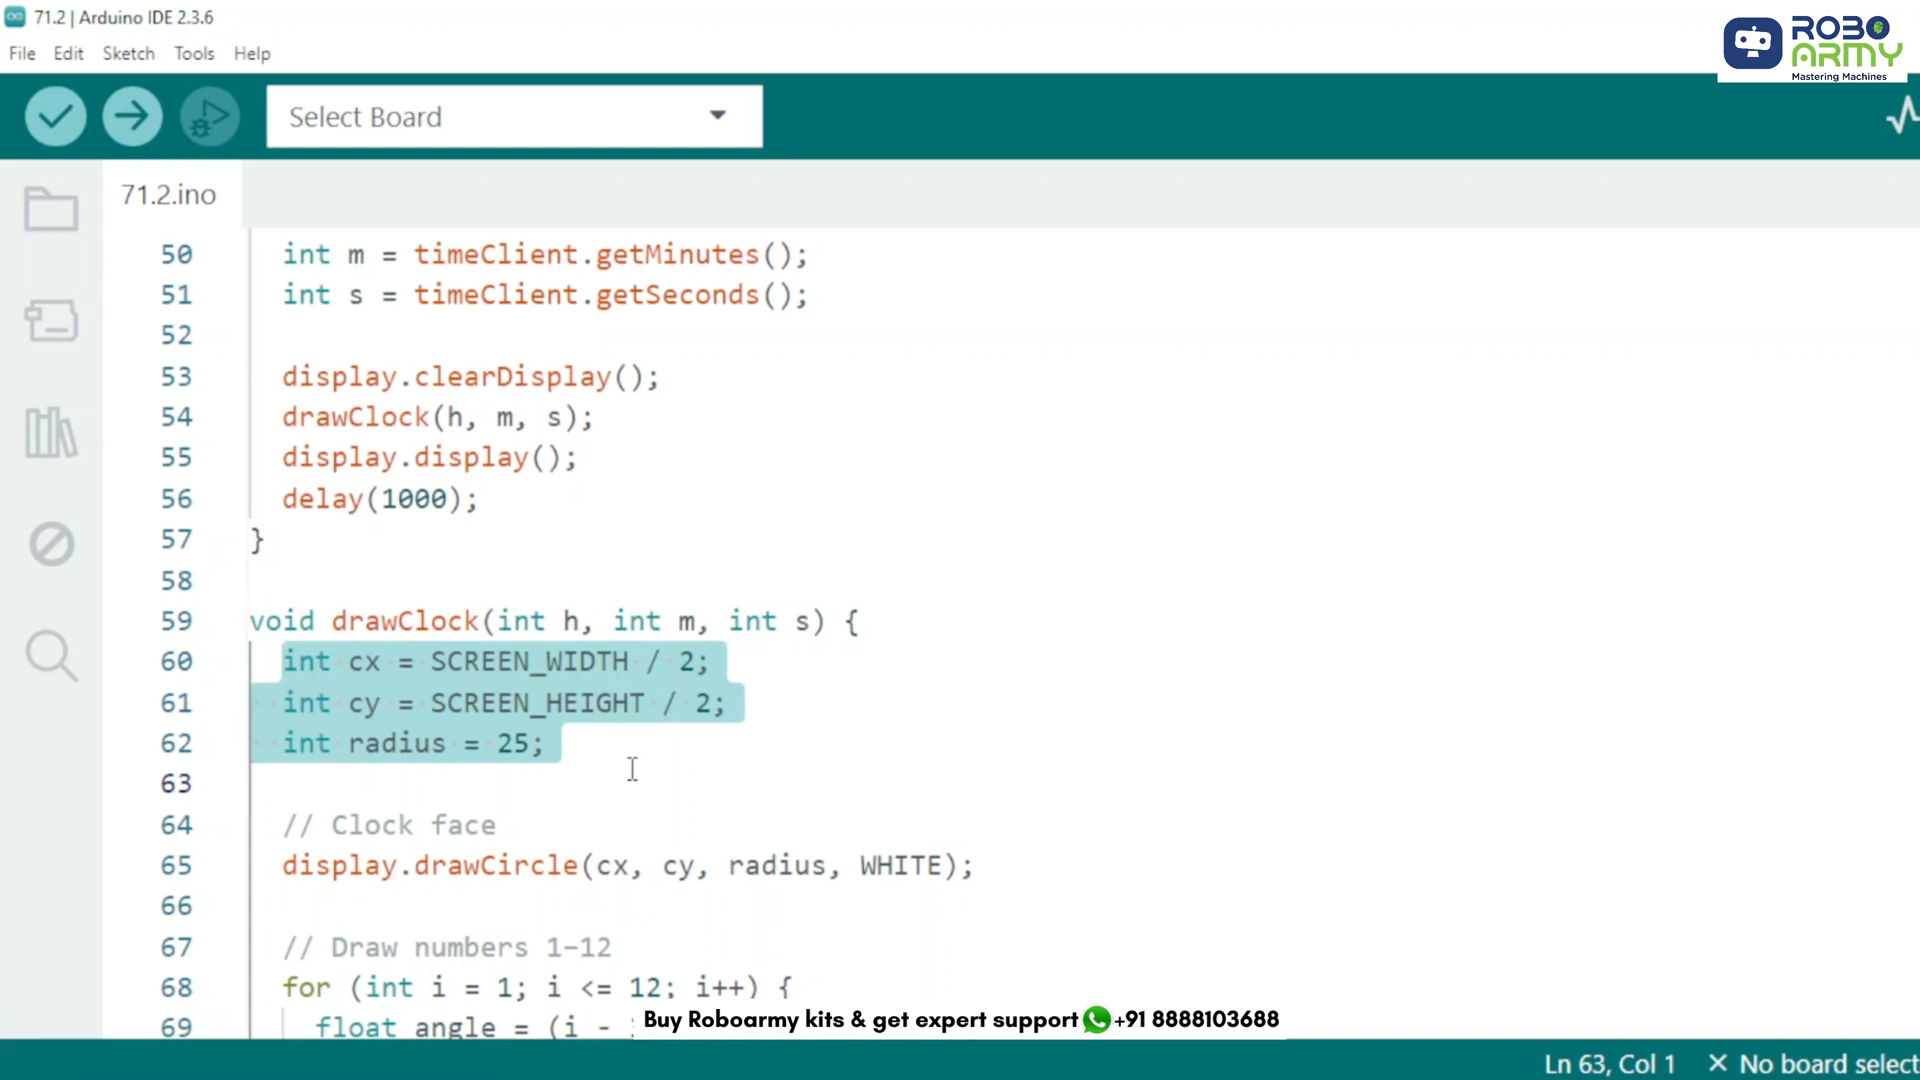 71.2 | Arduino IDE 2.3.6
ROBO
ARMY
Mastering Machines
File Edit Sketch Tools Help
Select Board
71.2.ino
50 int m = timeClient.getMinutes();
51 int s = timeClient.getSeconds();
52
53 display.clearDisplay();
54 drawClock(h, m, s);
55 display.display();
56 delay(1000);
57 }
58
59 void drawClock(int h, int m, int s) {
60 int cx = SCREEN_WIDTH / 2;
61 int cy = SCREEN_HEIGHT / 2;
62 int radius = 25;
63
64 // Clock face
65 display.drawCircle(cx, cy, radius, WHITE);
66
67 // Draw numbers 1–12
68 for (int i = 1; i <= 12; i++) {
69 float angle = (i -
Buy Roboarmy kits & get expert support +91 8888103688
Ln 63, Col 1 × No board select